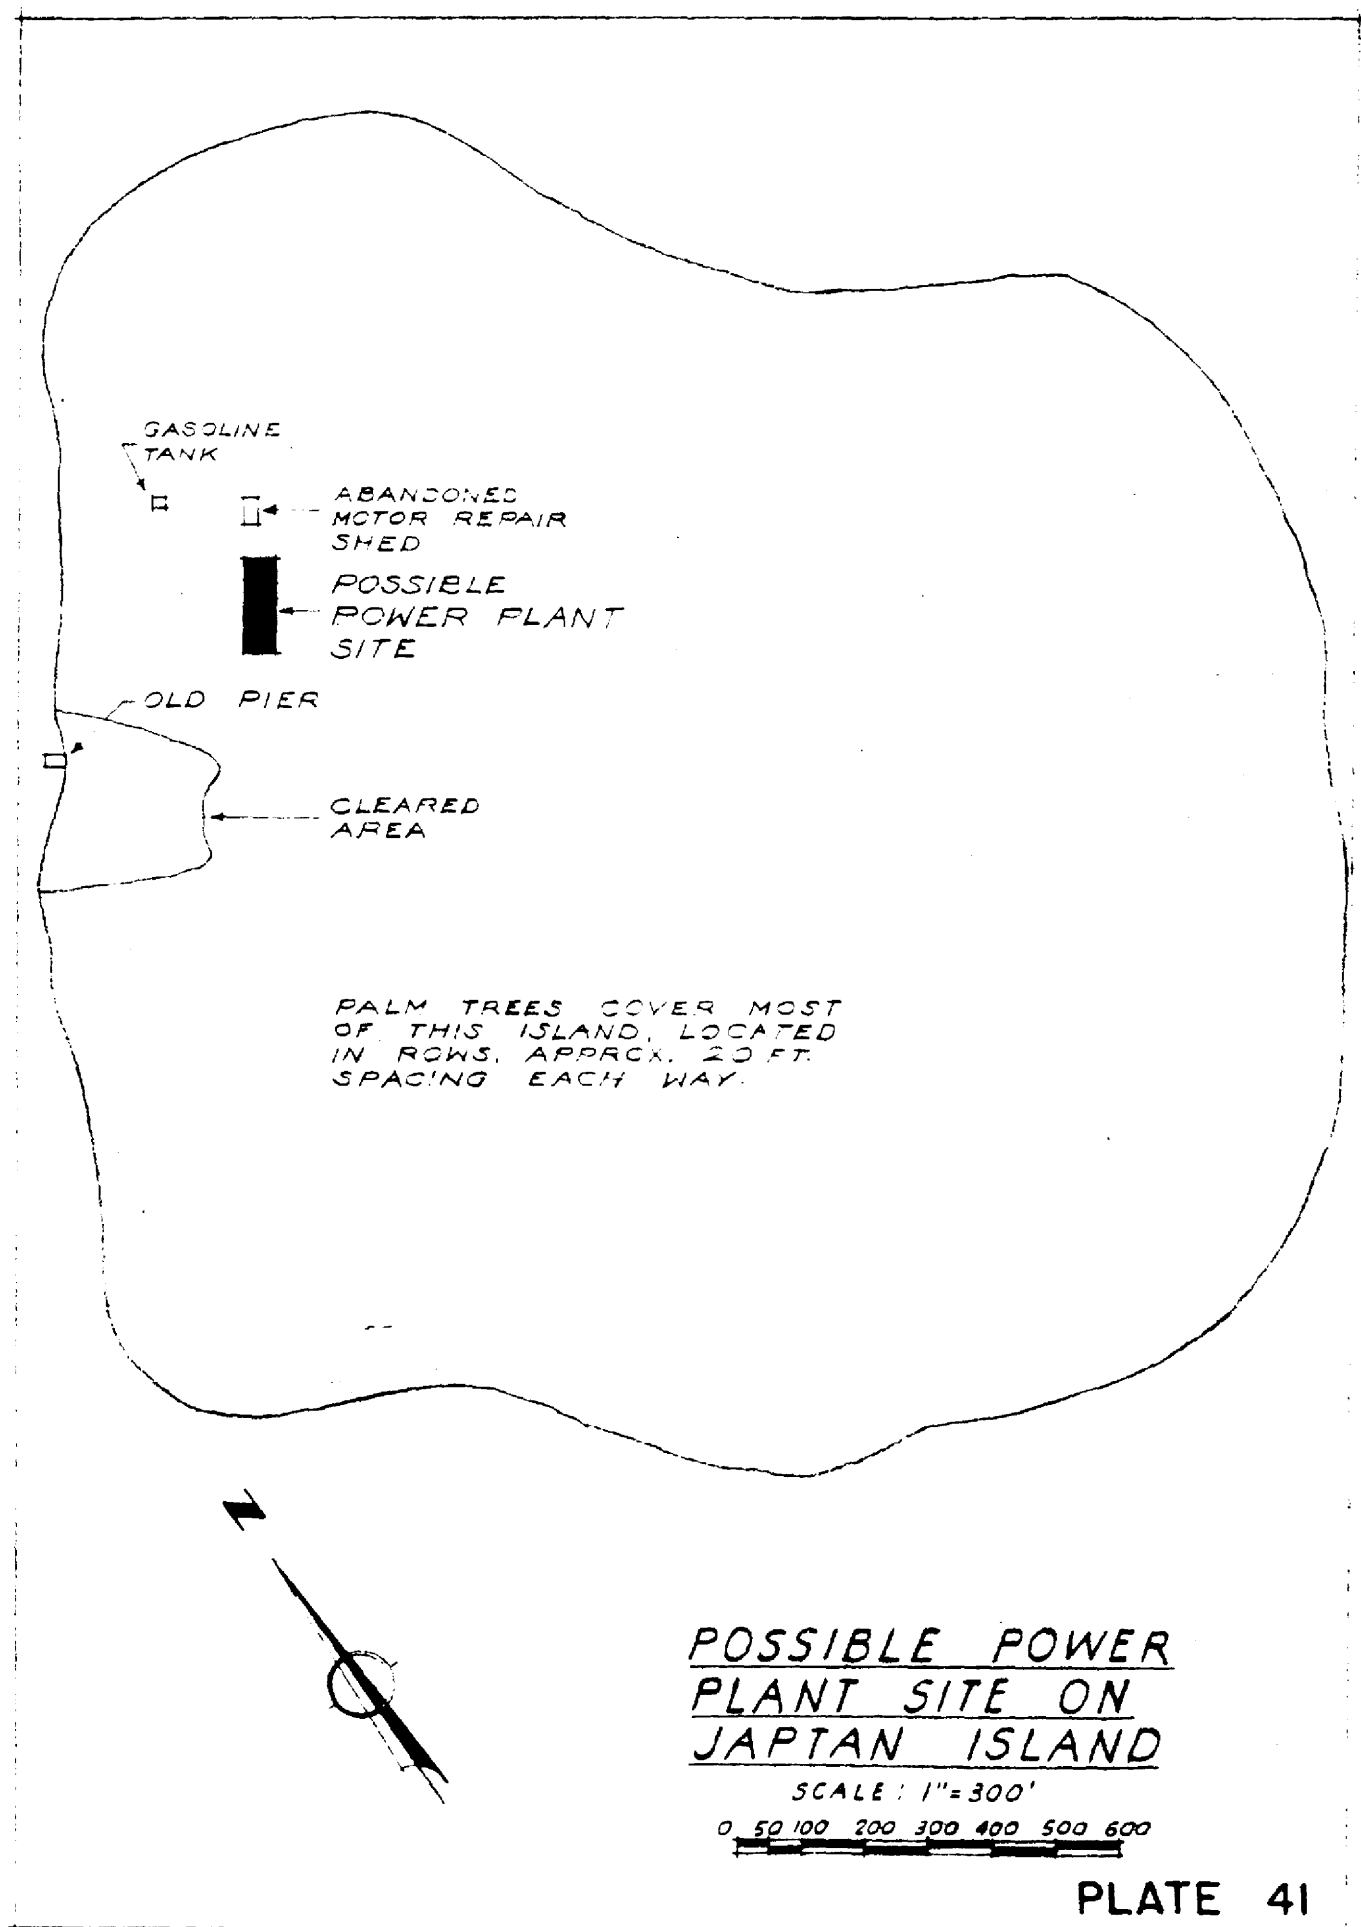 GASOLINE
TANK
ABANDONED
MOTOR REPAIR
SHED
POSSIBLE
POWER PLANT
SITE
OLD PIER
CLEARED
AREA
PALM TREES COVER MOST
OF THIS ISLAND, LOCATED
IN ROWS, APPROX. 20 FT.
SPACING EACH WAY.
N
POSSIBLE POWER
PLANT SITE ON
JAPTAN ISLAND
SCALE: 1"=300'
0 50 100 200 300 400 500 600
PLATE 41